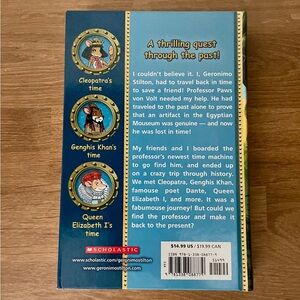 A thrilling quest
through the past!
I couldn't believe it. I, Geronimo
Stilton, had to travel back in time
to save a friend! Professor Paws
von Volt needed my help. He had
traveled to the past alone to prove
that an artifact in the Egyptian
Mouseum was genuine — and now
he was lost in time!
My friends and I boarded the
professor's newest time machine
to go find him, and ended up
on a crazy trip through history.
We met Cleopatra, Genghis Khan,
famouse poet Dante, Queen
Elizabeth I, and more. It was a
fabumouse journey! But could we
find the professor and make it
back to the present?
Cleopatra's
time
Genghis Khan's
time
Queen
Elizabeth I's
time
SCHOLASTIC
www.scholastic.com/geronimostilton
www.geronimostilton.com
$14.99 US / $19.99 CAN